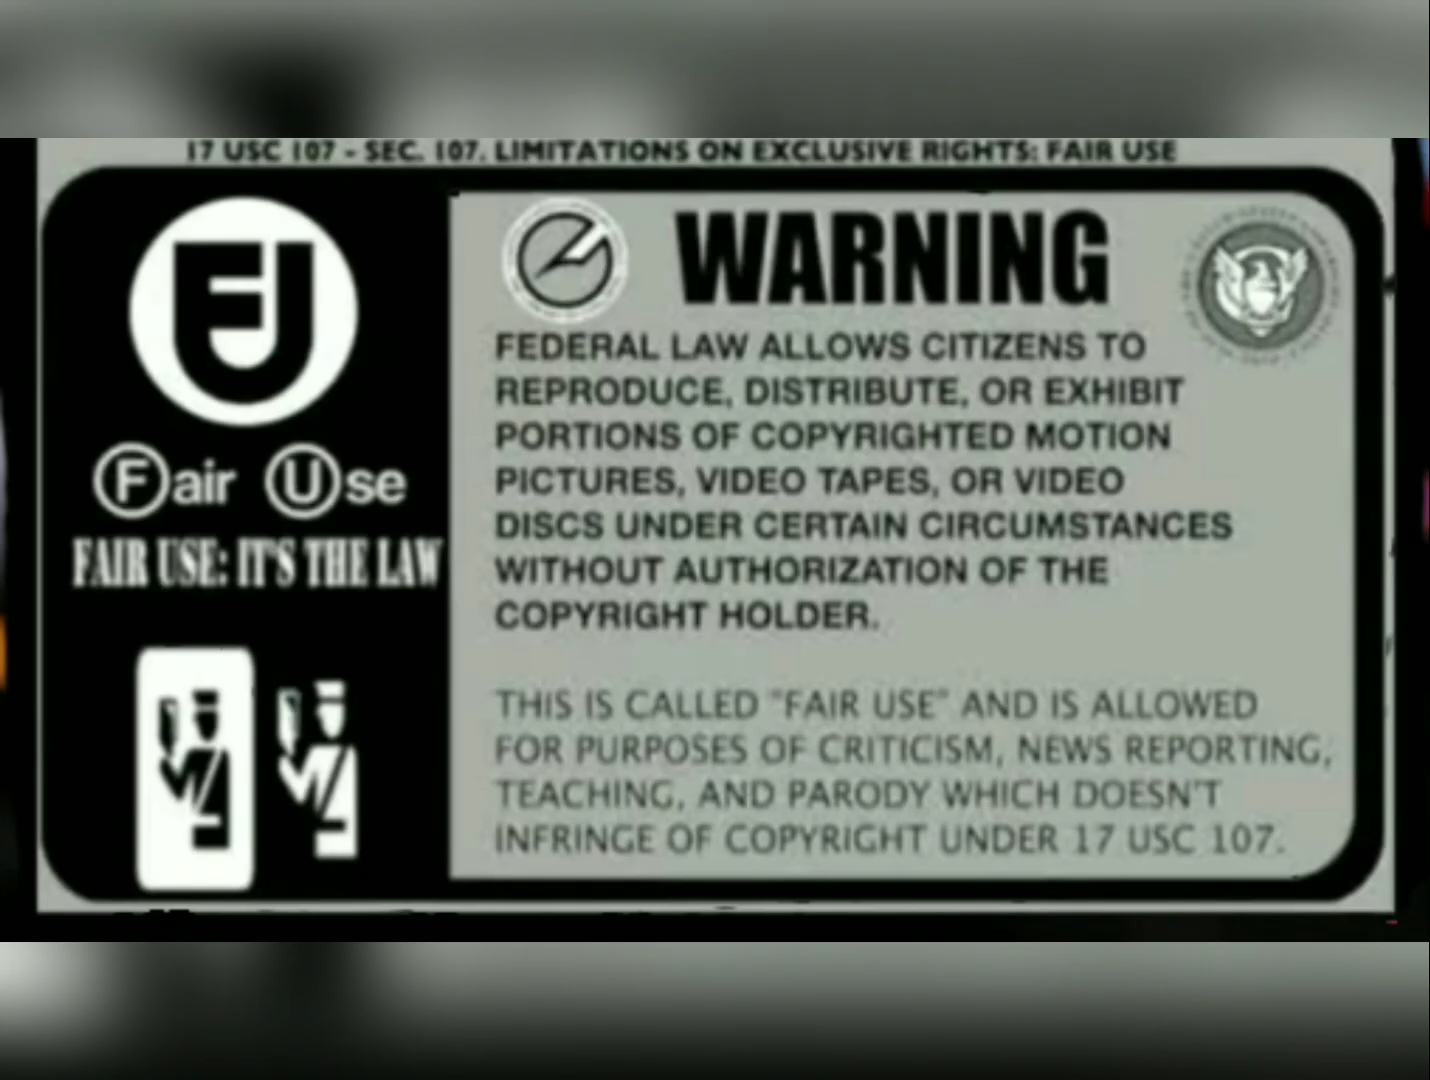 17 USC 107 - SEC. 107. LIMITATIONS ON EXCLUSIVE RIGHTS: FAIR USE
FU
Fair Use
FAIR USE: IT'S THE LAW
WARNING
FEDERAL LAW ALLOWS CITIZENS TO
REPRODUCE, DISTRIBUTE, OR EXHIBIT
PORTIONS OF COPYRIGHTED MOTION
PICTURES, VIDEO TAPES, OR VIDEO
DISCS UNDER CERTAIN CIRCUMSTANCES
WITHOUT AUTHORIZATION OF THE
COPYRIGHT HOLDER.
THIS IS CALLED "FAIR USE" AND IS ALLOWED
FOR PURPOSES OF CRITICISM, NEWS REPORTING,
TEACHING, AND PARODY WHICH DOESN'T
INFRINGE OF COPYRIGHT UNDER 17 USC 107.